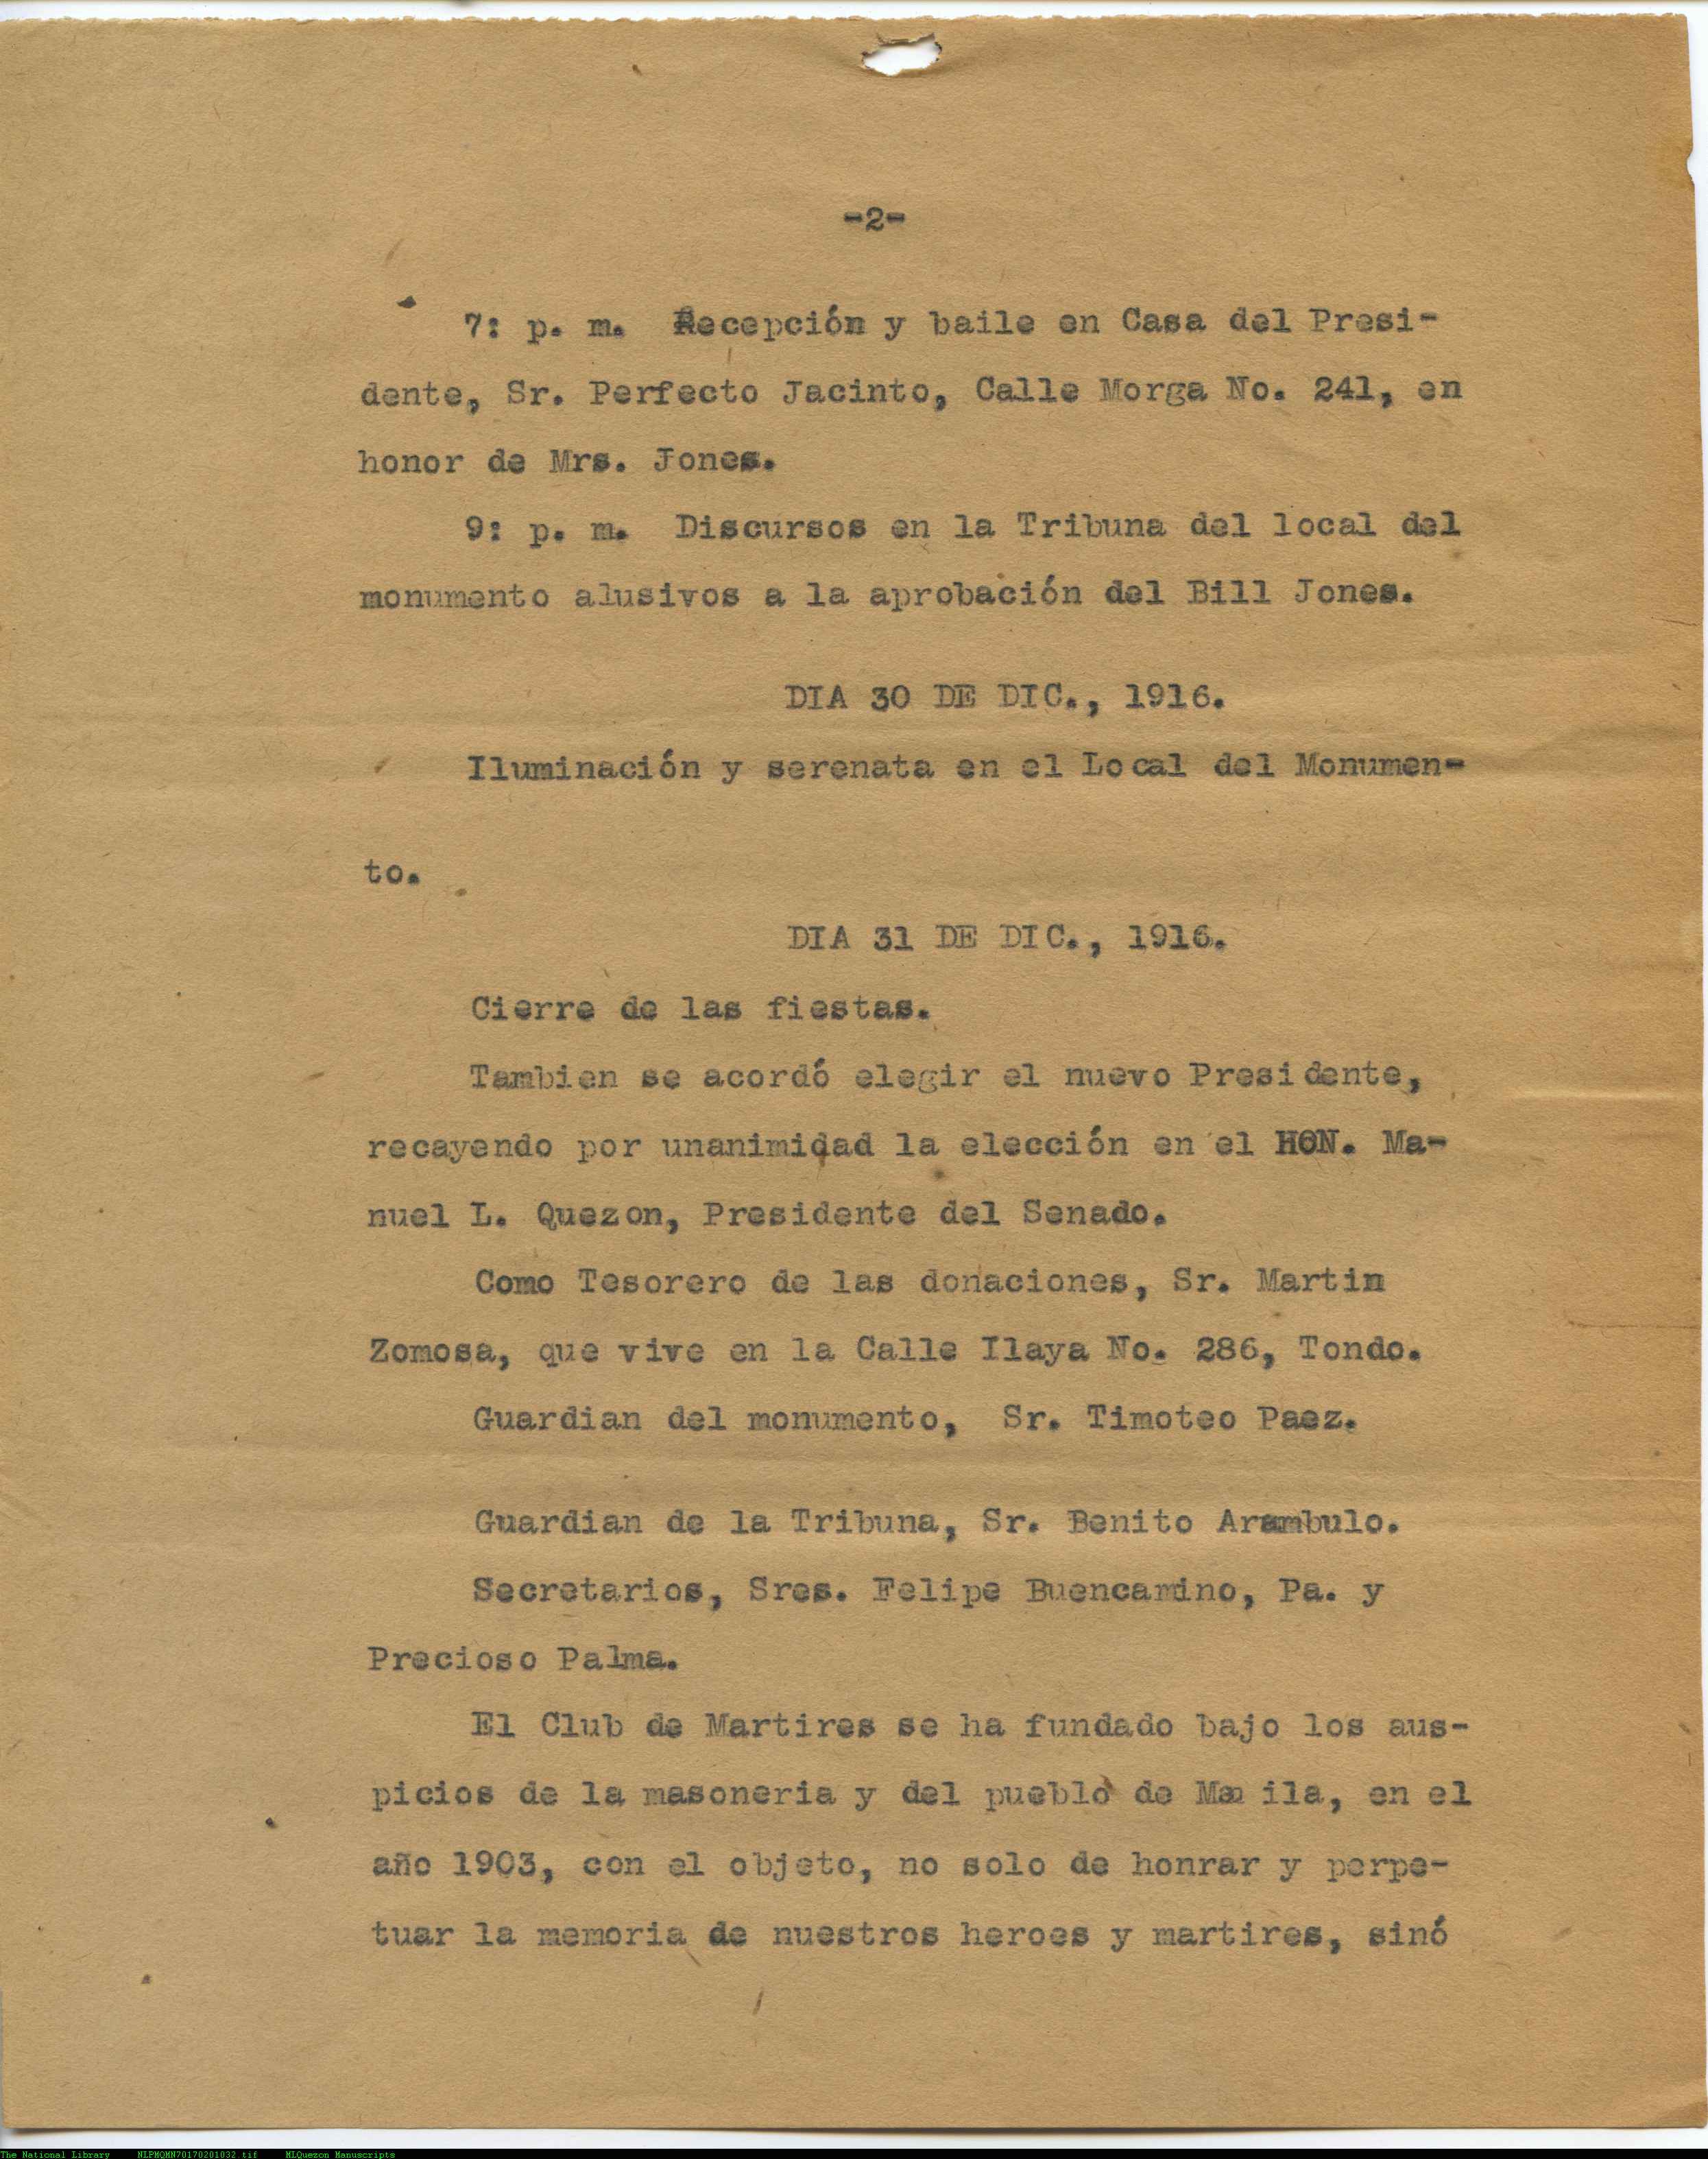 -2-
7: p. m. Recepción y baile en Casa del Presi-
dente, Sr. Perfecto Jacinto, Calle Morga No. 241, en
honor de Mrs. Jones.
9: p. m. Discursos en la Tribuna del local del
monumento alusivos a la aprobación del Bill Jones.
DIA 30 DE DIC., 1916.
Iluminación y serenata en el Local del Monumen-
to.
DIA 31 DE DIC., 1916.
Cierre de las fiestas.
Tambien se acordó elegir el nuevo Presidente,
recayendo por unanimidad la elección en el HON. Ma-
nuel L. Quezon, Presidente del Senado.
Como Tesorero de las donaciones, Sr. Martin
Zomosa, que vive en la Calle Ilaya No. 286, Tondo.
Guardian del monumento, Sr. Timoteo Paez.
Guardian de la Tribuna, Sr. Benito Arambulo.
Secretarios, Sres. Felipe Buencamino, Pa. y
Precioso Palma.
El Club de Martires se ha fundado bajo los aus-
picios de la masoneria y del pueblo de Manila, en el
año 1903, con el objeto, no solo de honrar y perpe-
tuar la memoria de nuestros heroes y martires, sinó
The National Library NLPMQMN70170201032.tif MLQuezon Manuscripts